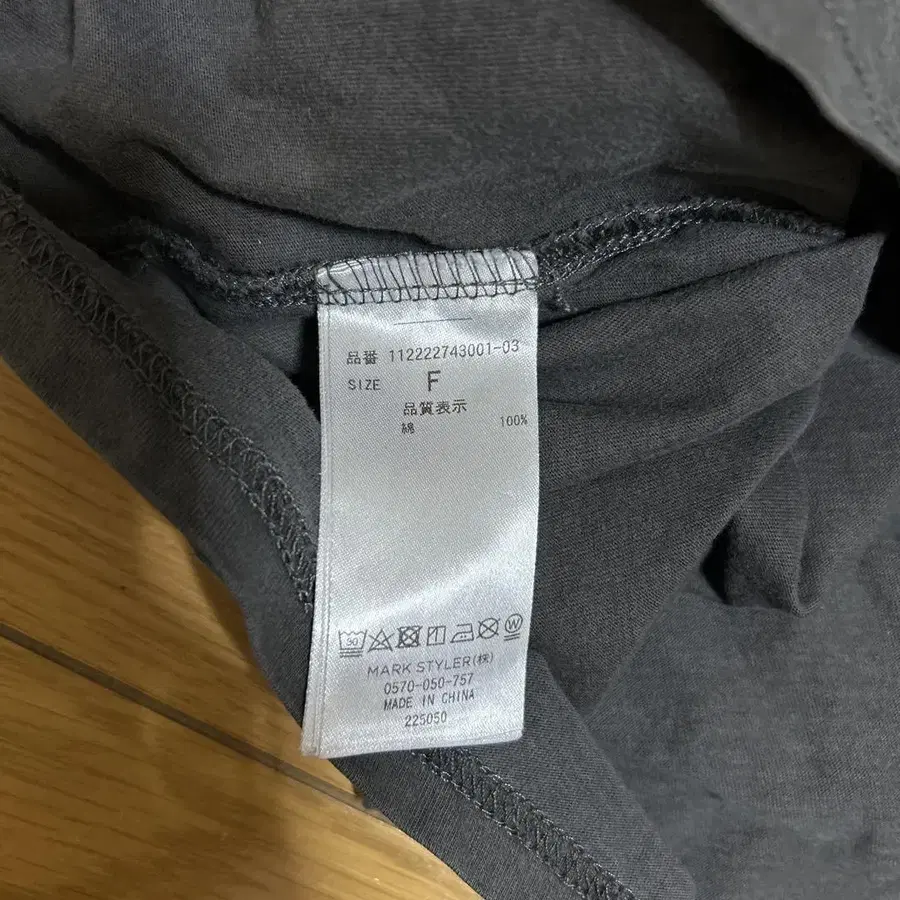 品番 112222743001-03
SIZE F
品質表示
綿 100%
30 W
MARK STYLER(株)
0570-050-757
MADE IN CHINA
225050